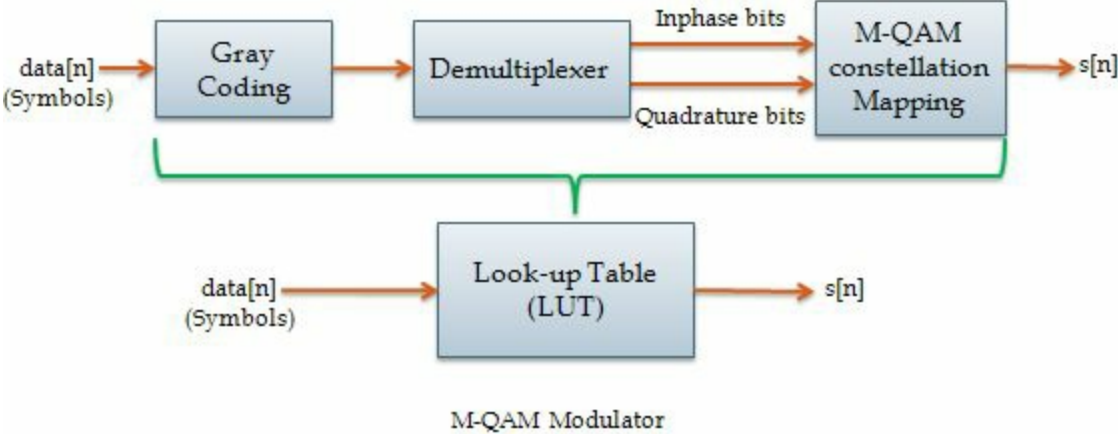 Inphase bits
data[n]
(Symbols)
Gray
Coding
Demultiplexer
M-QAM
constellation
Mapping
s[n]
Quadrature bits
data[n]
(Symbols)
Look-up Table
(LUT)
s[n]
M-QAM Modulator